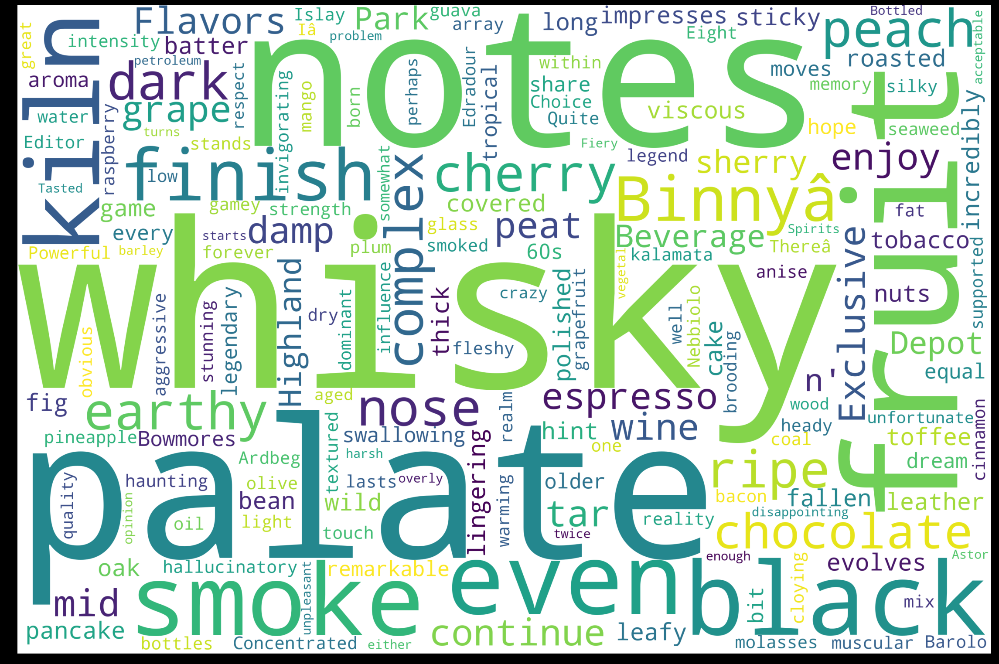 great
kiln
Flavors
Islay
Iâ
Park
guava
array
problem
long
impresses
sticky
Eight
Bottled
peach
acceptable
intensity
batter
petroleum
notes
aroma
dark
respect
invigorating
mango
born
perhaps
Edradour
tropical
within
share
Choice
Quite
viscous
moves
roasted
memory
silky
fruit
water
raspberry
grape
turns
stands
Editor
hope
seaweed
incredibly
Fiery
finish
low
Tasted
somewhat
complex
cherry
legend
sherry
enjoy
Binnyâ
game
gamey
strength
covered
fat
every
starts
damp
glass
peat
Beverage
Spirits
Exclusive
tobacco
Powerful
barley
forever
plum
smoked
60s
vegetal
kalamata
Thereâ
supported
whisky
Highland
influence
thick
polished
grapefruit
anise
nuts
obvious
aggressive
stunning
legendary
dry
dominant
crazy
fleshy
well
Nebbiolo
cake
brooding
Depot
n'
equal
fig
earthy
aged
nose
realm
espresso
wood
cinnamon
unfortunate
heady
wine
hint
pineapple
Bowmores
textured
swallowing
lingering
one
coal
toffee
palate
Ardbeg
harsh
ripe
dream
quality
haunting
olive
lasts
overly
warming
older
bacon
fallen
leather
opinion
bean
wild
tar
disappointing
oil
light
touch
reality
twice
chocolate
oak
hallucinatory
unpleasant
remarkable
even
enough
black
cloying
evolves
Astor
mid
smoke
bit
mix
pancake
continue
leafy
bottles
Concentrated
either
molasses
muscular
Barolo